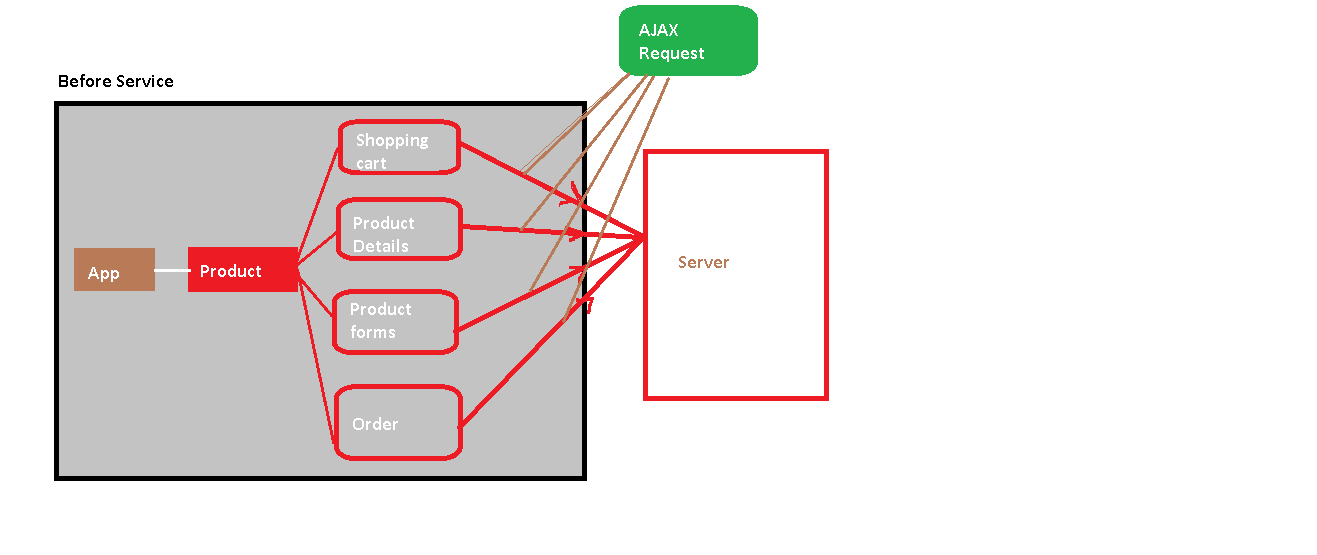 AJAX
Request
Before Service
Shopping
cart
Product
Details
App
Product
Server
Product
forms
Order